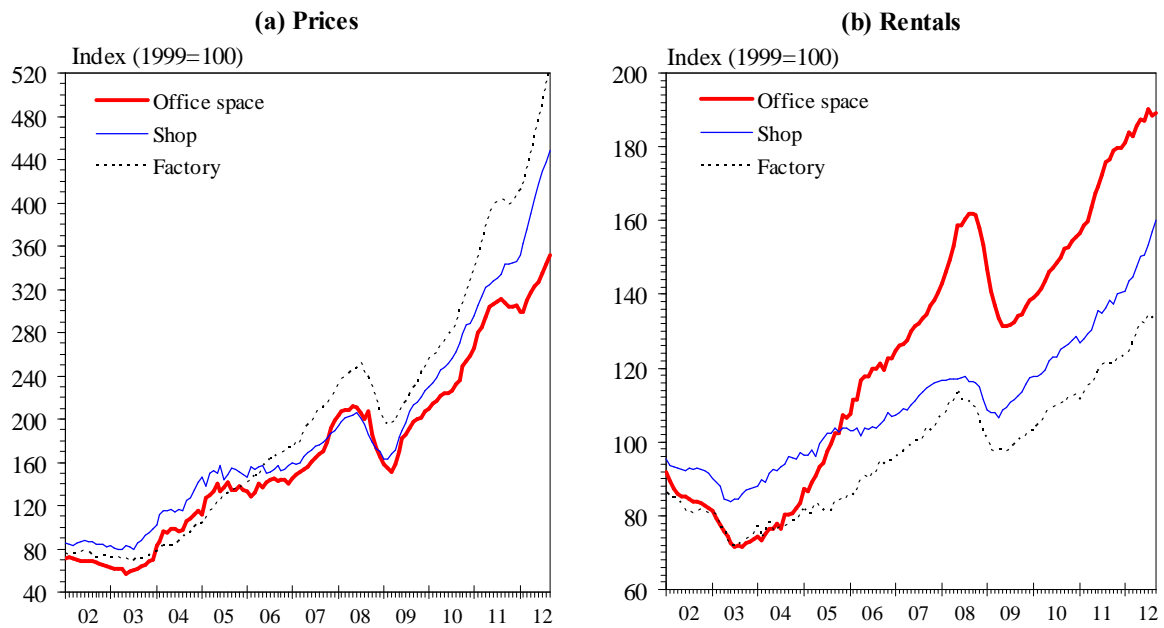 (a) Prices
Index (1999=100)
520
480
440
400
360
320
280
240
200
160
120
80
40
Office space
Shop
Factory
02 03 04 05 06 07 08 09 10 11 12
(b) Rentals
Index (1999=100)
200
180
160
140
120
100
80
60
Office space
Shop
Factory
02 03 04 05 06 07 08 09 10 11 12